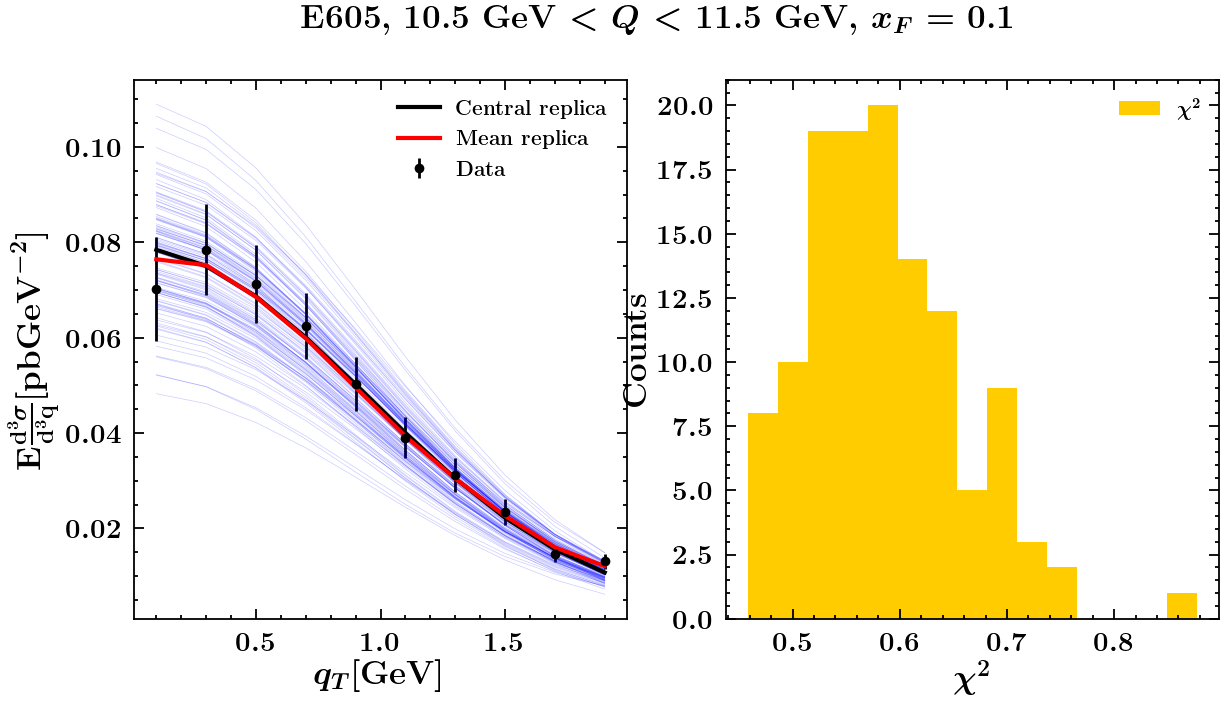 E605, 10.5 GeV < Q < 11.5 GeV, x_F = 0.1
Central replica
Mean replica
Data
E d³σ/d³q [pbGeV⁻²]
0.10
0.08
0.06
0.04
0.02
0.5
1.0
1.5
q_T[GeV]
χ²
Counts
20.0
17.5
15.0
12.5
10.0
7.5
5.0
2.5
0.0
0.5
0.6
0.7
0.8
χ²